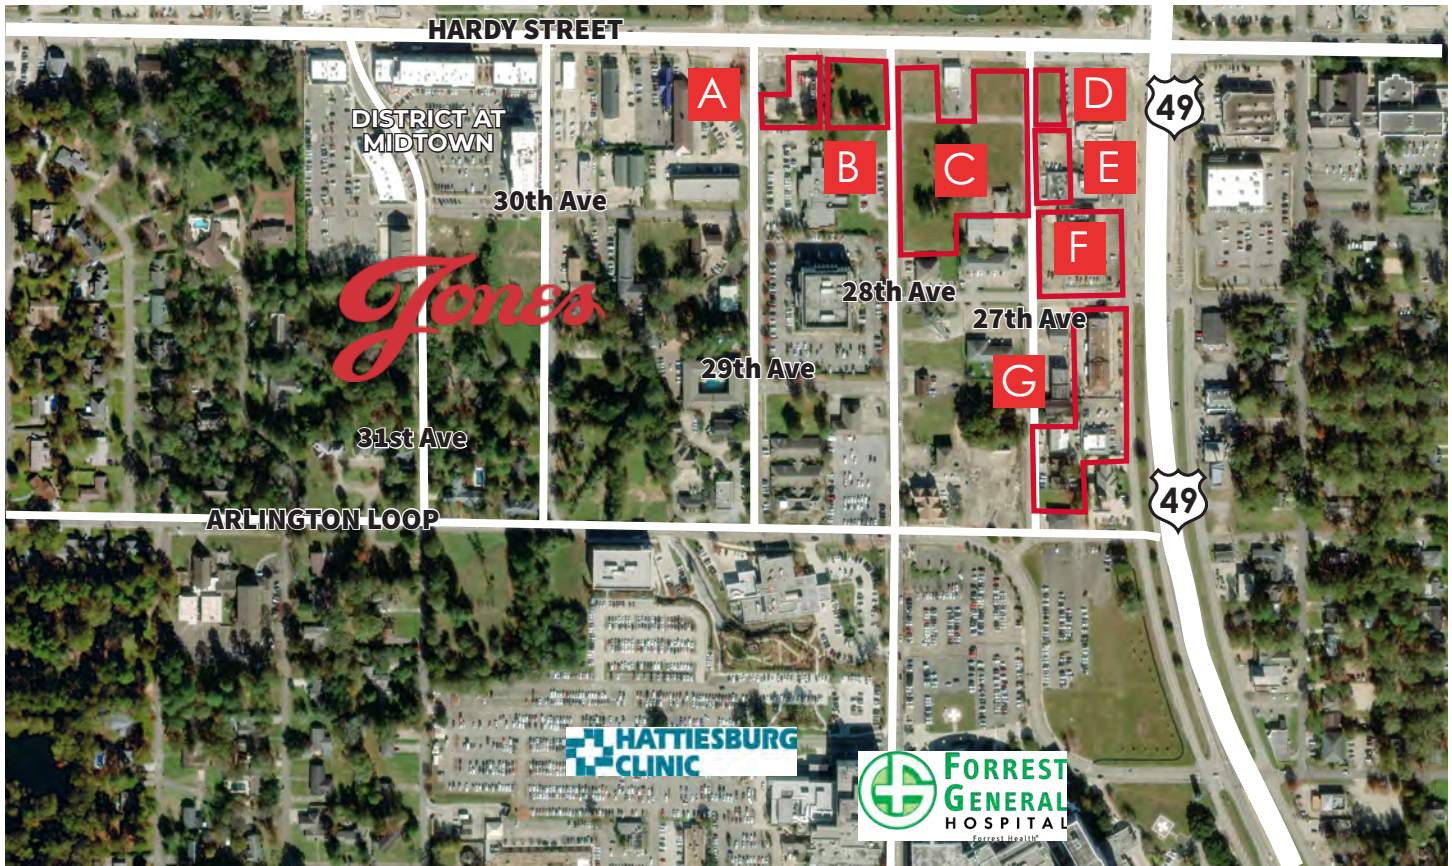 HARDY STREET
A
D
49
DISTRICT AT
MIDTOWN
B
C
E
30th Ave
F
Jones
28th Ave
27th Ave
29th Ave
G
31st Ave
49
ARLINGTON LOOP
HATTIESBURG
CLINIC
FORREST
GENERAL
HOSPITAL
Forrest Health